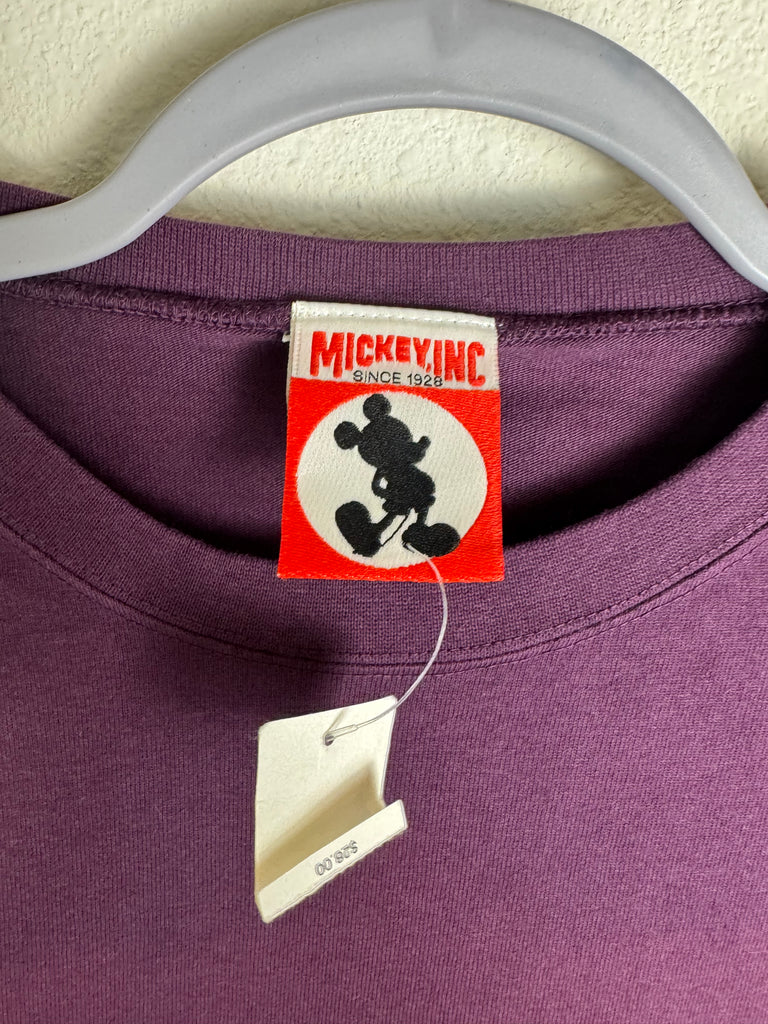 MICKEY, INC
SINCE 1928
$28.00